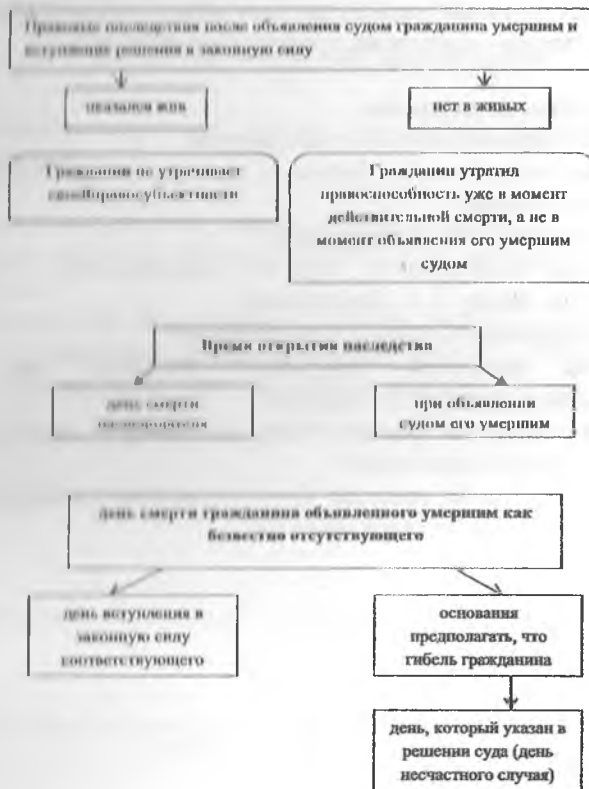 Правовые последствия после объявления судом гражданина умершим и
вступления решения в законную силу
оказался жив
нет в живых
Гражданин не утрачивает
своейправосубъектности
Гражданин утратил
правоспособность уже в момент
действительной смерти, а не в
момент объявления его умершим
судом
Время открытия наследства
день смерти
наследователя
при объявлении
судом его умершим
день смерти гражданина объявленного умершим как
безвестно отсутствующего
день вступления в
законную силу
соответствующего
основания
предполагать, что
гибель гражданина
день, который указан в
решении суда (день
несчастного случая)